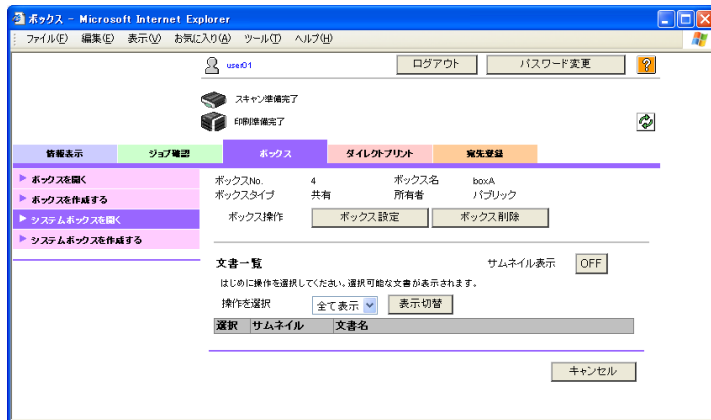 ボックス - Microsoft Internet Explorer
ファイル(F) 編集(E) 表示(V) お気に入り(A) ツール(T) ヘルプ(H)
user01 ログアウト パスワード変更 ?
スキャン準備完了
印刷準備完了
情報表示 ジョブ確認 ボックス ダイレクトプリント 宛先登録
ボックスを開く
ボックスを作成する
システムボックスを開く
システムボックスを作成する
ボックスNo. 4 ボックス名 boxA
ボックスタイプ 共有 所有者 パブリック
ボックス操作 ボックス設定 ボックス削除
文書一覧 サムネイル表示 OFF
はじめに操作を選択してください。選択可能な文書が表示されます。
操作を選択 全て表示 表示切替
選択 サムネイル 文書名
キャンセル